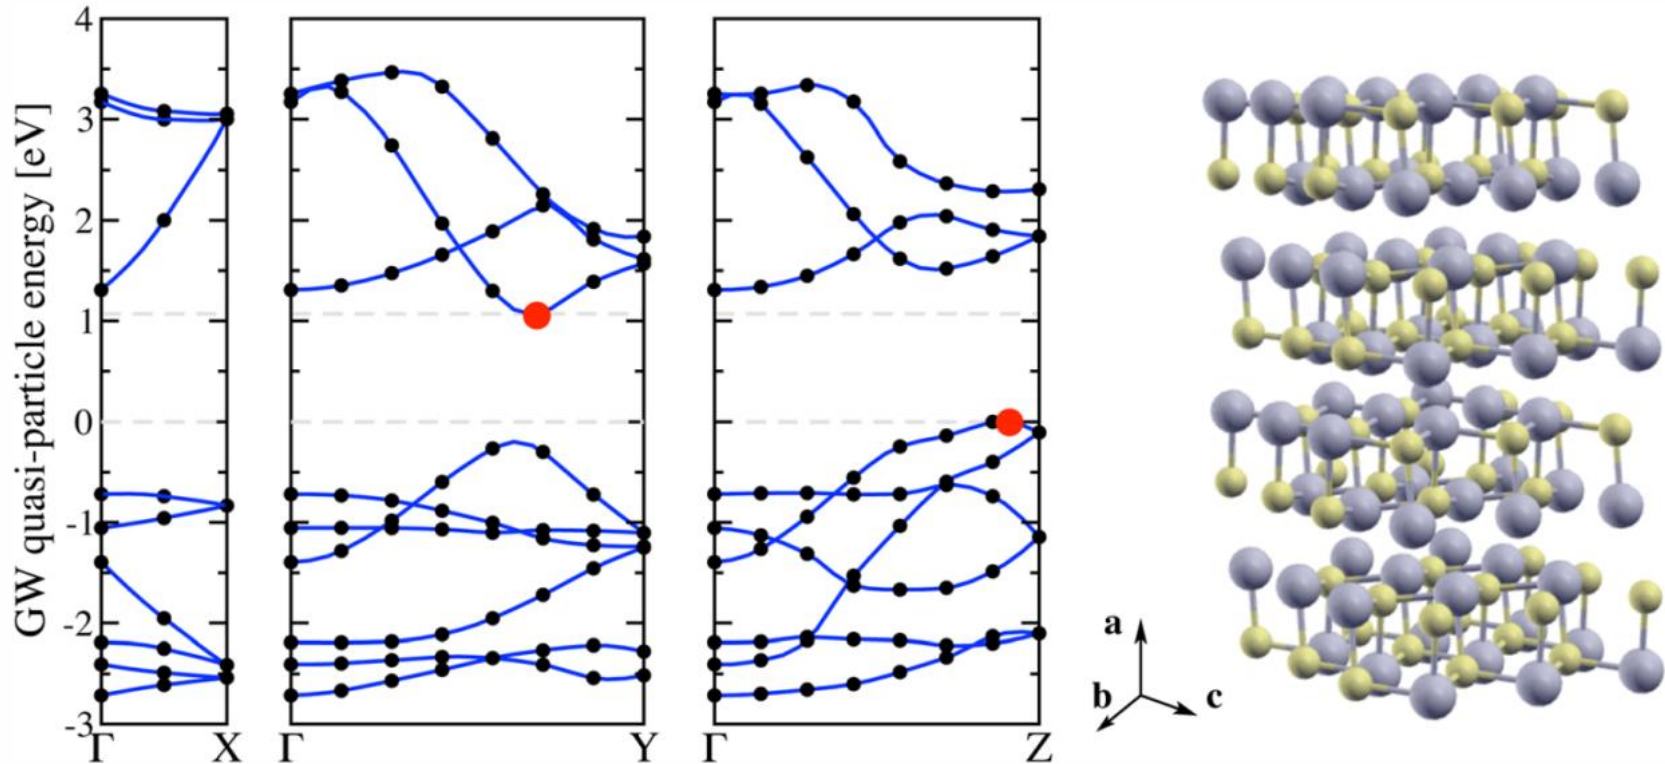 GW quasi-particle energy [eV]
4
3
2
1
0
-1
-2
-3
Γ X Γ Y Γ Z
a
b
c